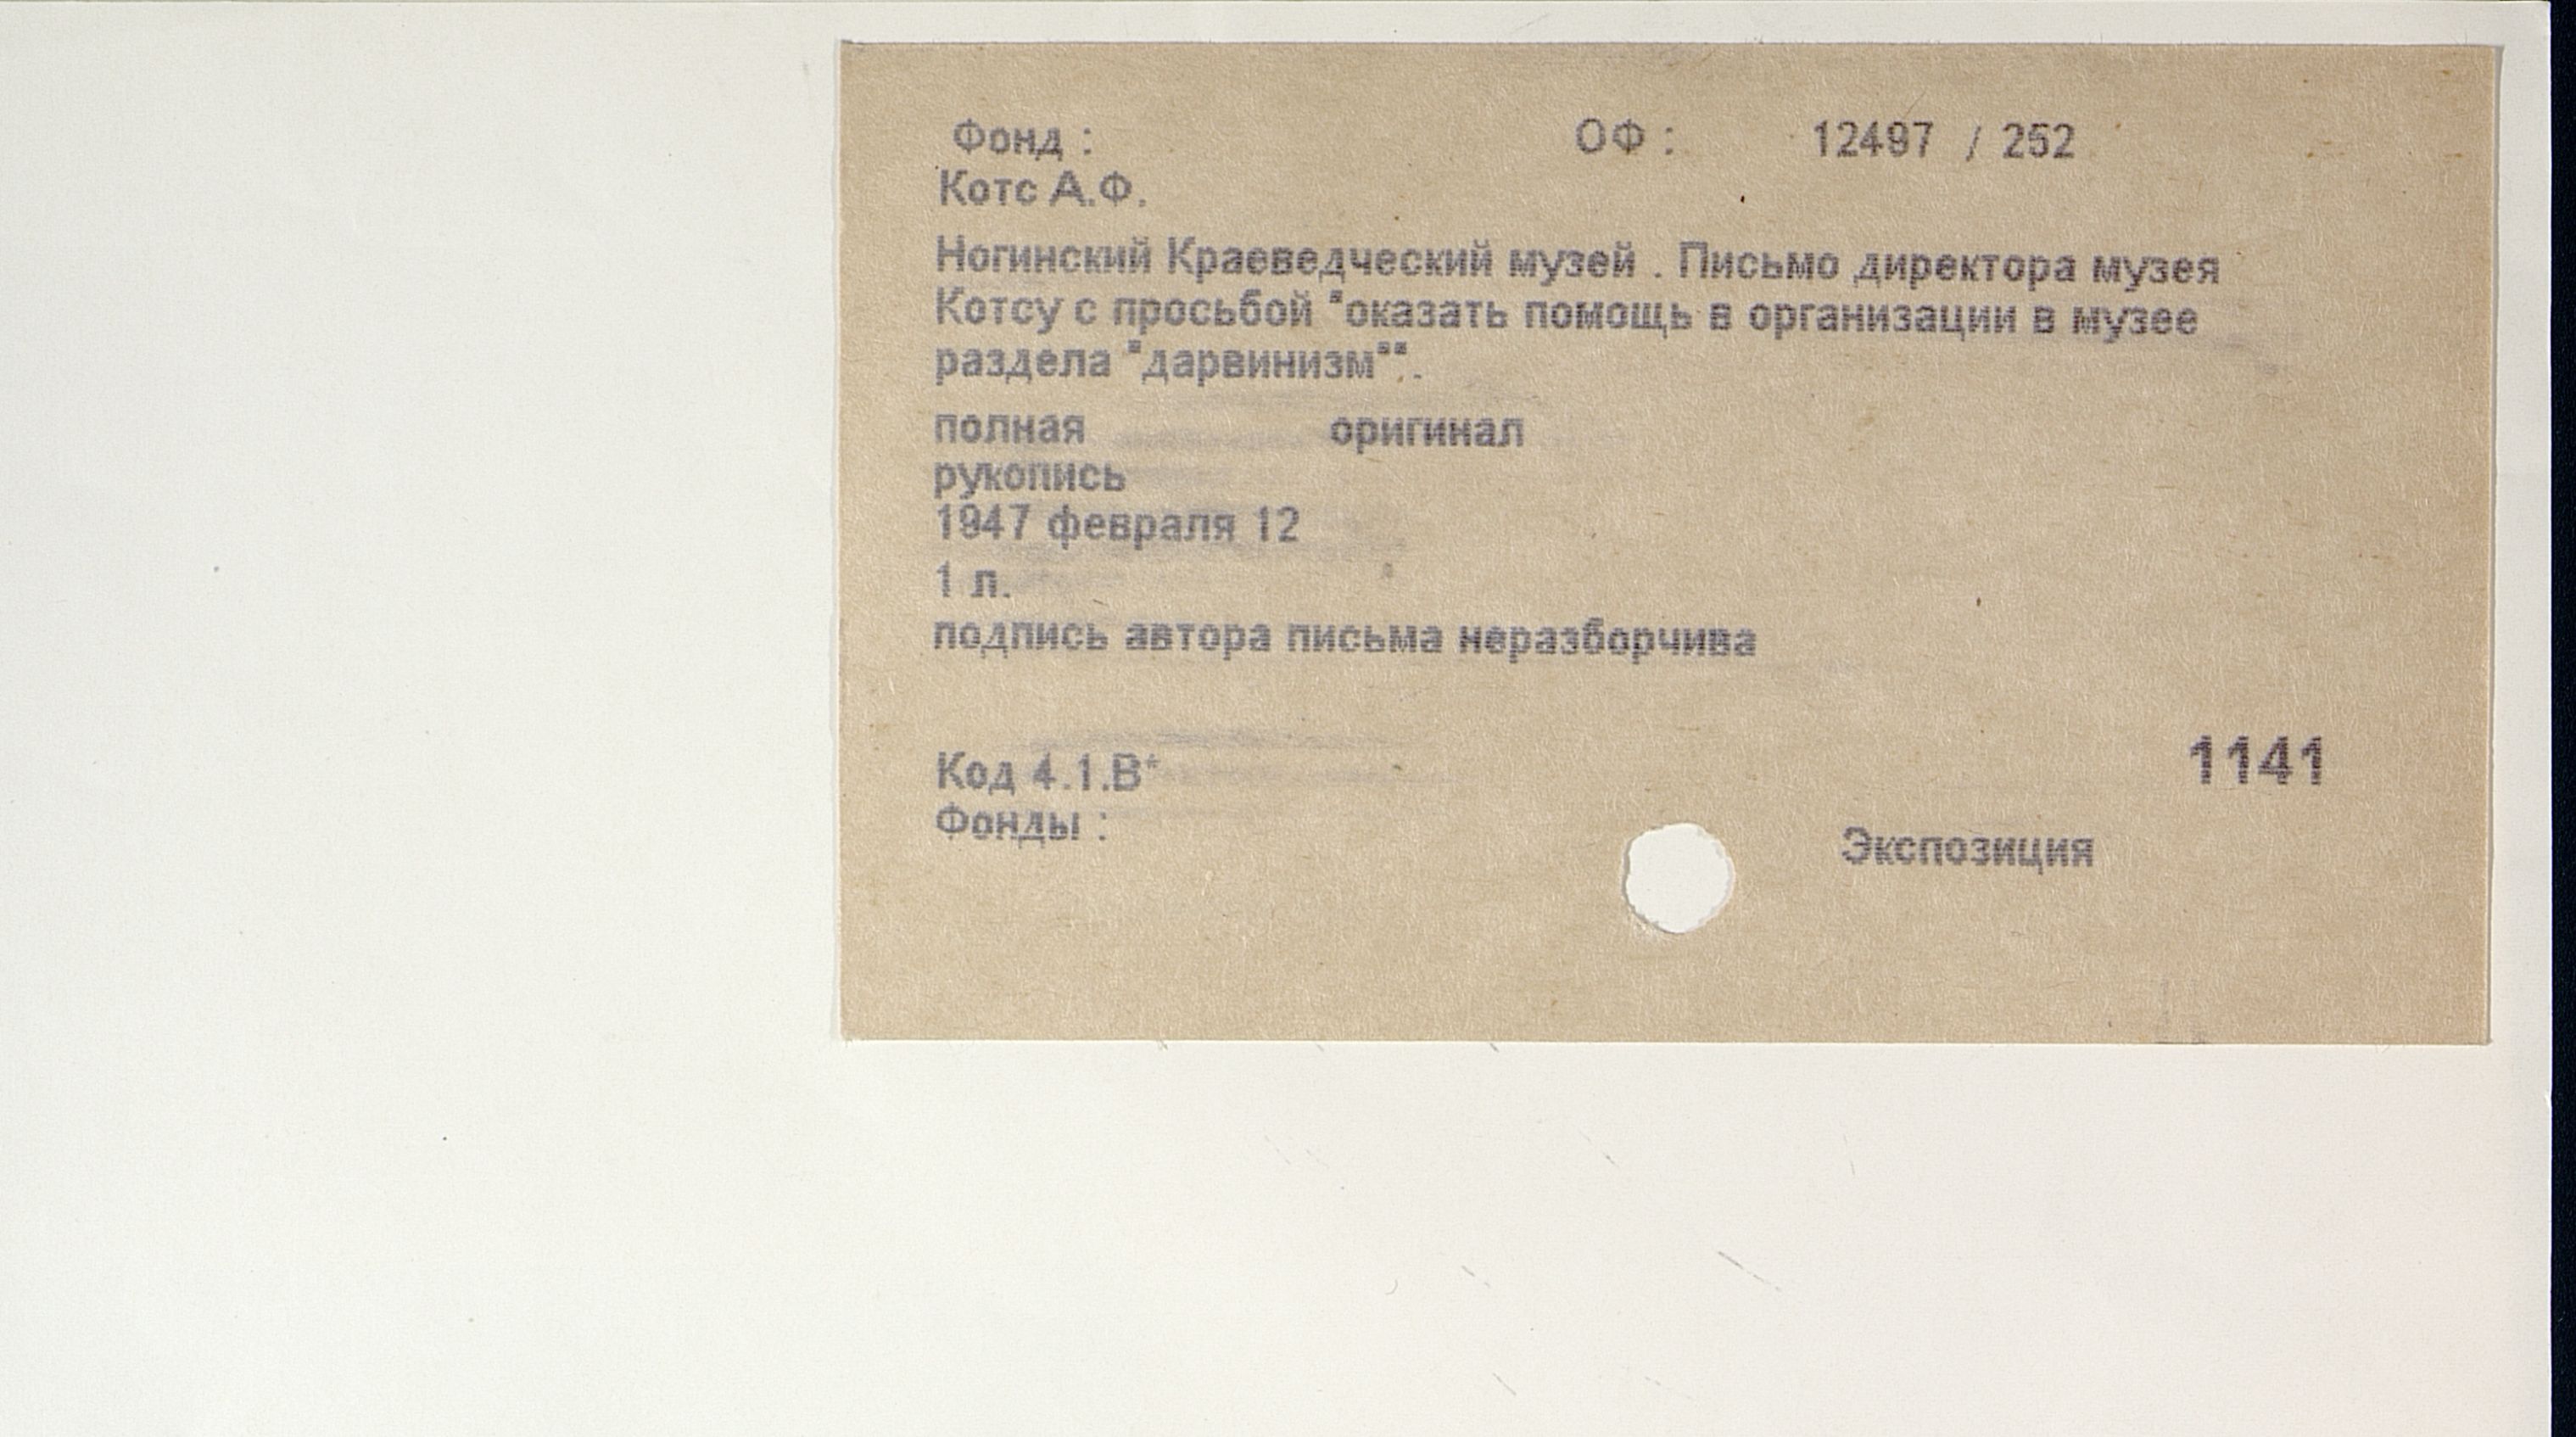 Фонд : ОФ : 12497 / 252
Котс А.Ф.
Ногинский Краеведческий музей . Письмо директора музея
Котсу с просьбой "оказать помощь в организации в музее
раздела "дарвинизм"".
полная оригинал
рукопись
1947 февраля 12
1 л.
подпись автора письма неразборчива
Код 4.1.В*
1141
Фонды : Экспозиция